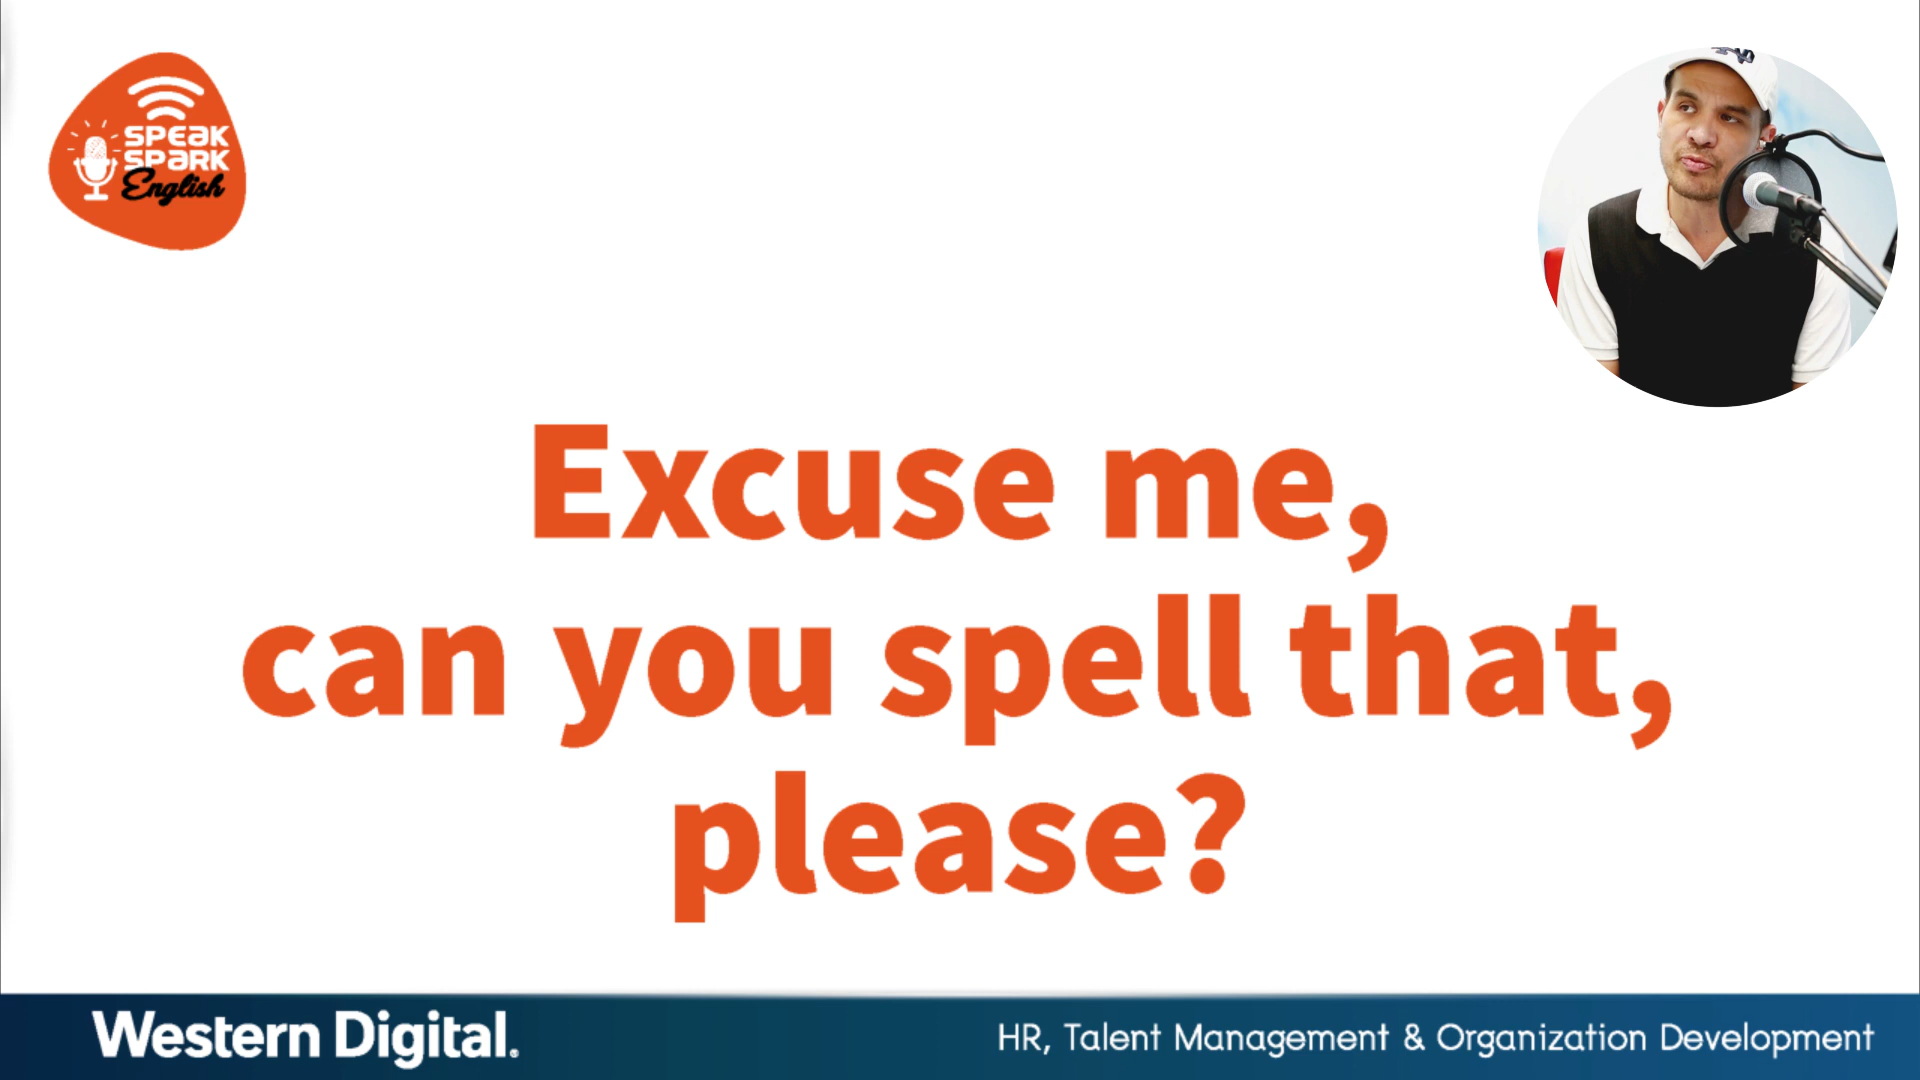 SPEAK
SPARK
English
Excuse me,
can you spell that,
please?
Western Digital.
HR, Talent Management & Organization Development